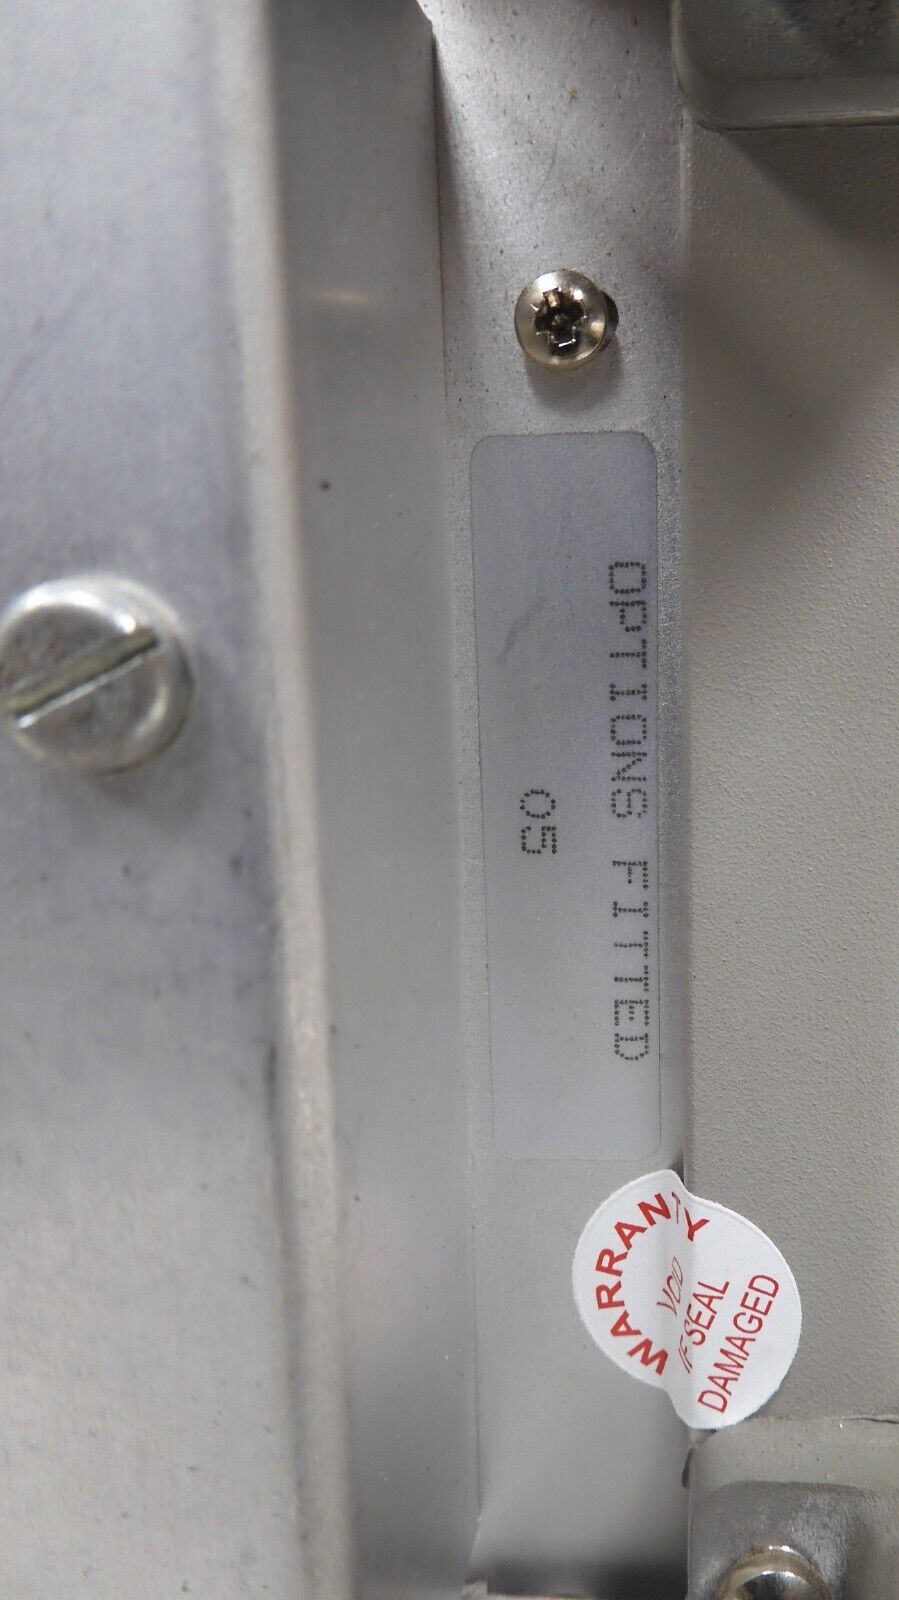 OPTIONS FITTED
05
WARRANTY
VOID
IF SEAL
DAMAGED